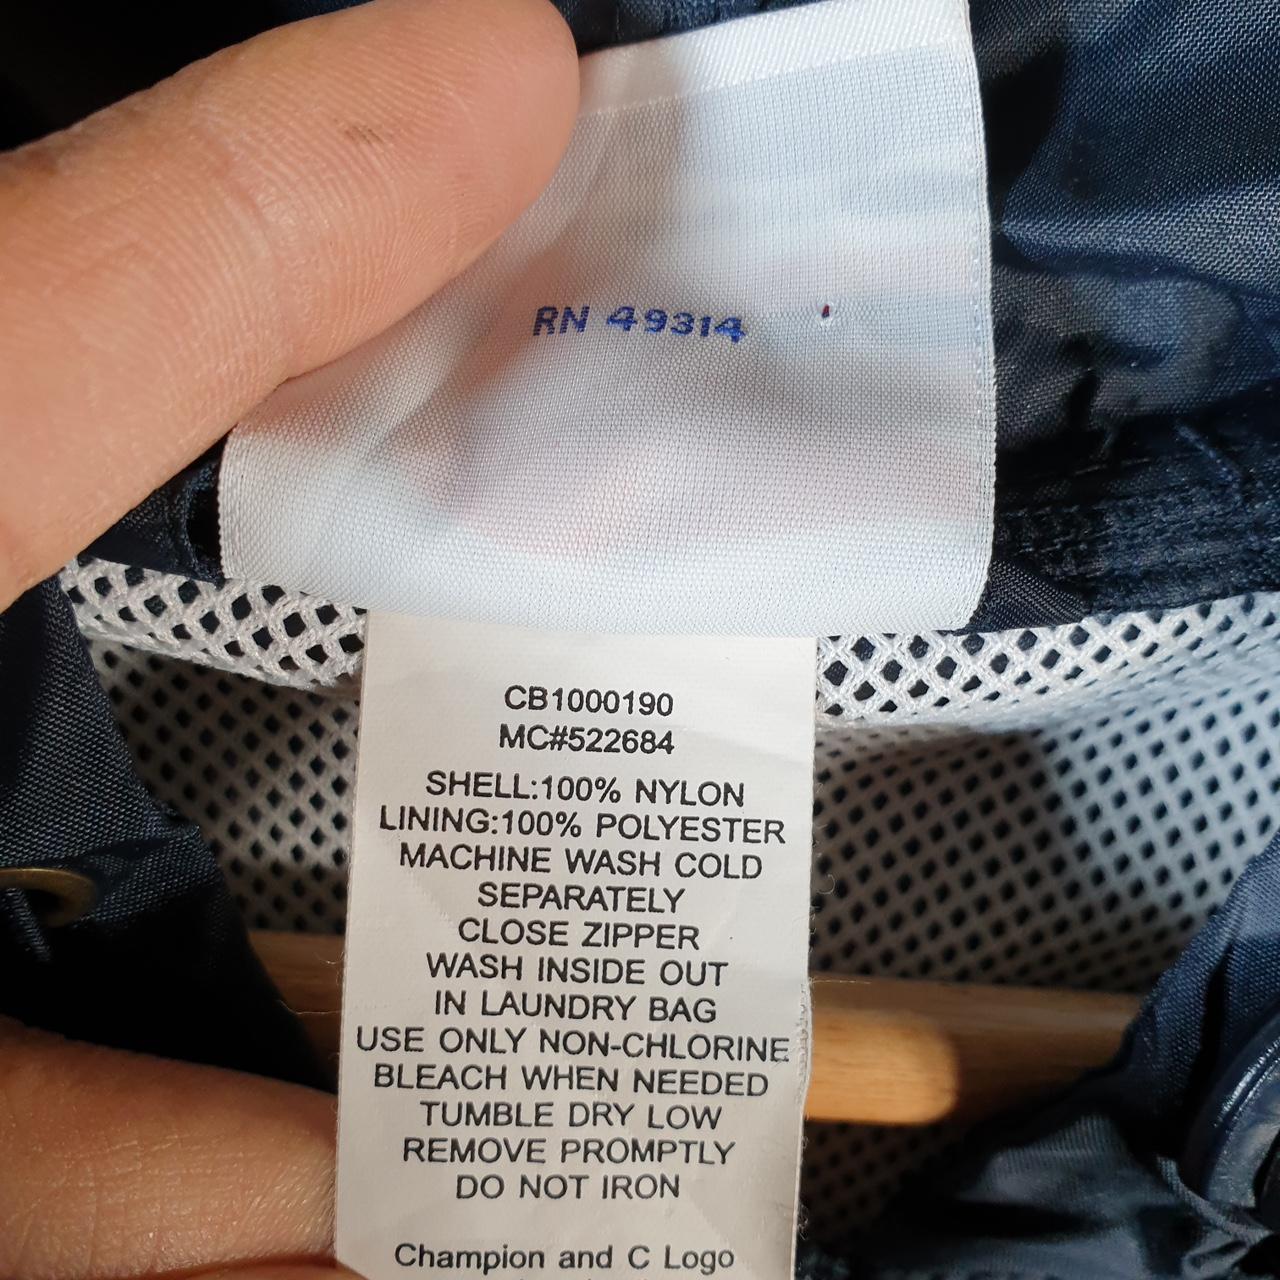 RN 49314
CB1000190
MC#522684
SHELL:100% NYLON
LINING:100% POLYESTER
MACHINE WASH COLD
SEPARATELY
CLOSE ZIPPER
WASH INSIDE OUT
IN LAUNDRY BAG
USE ONLY NON-CHLORINE
BLEACH WHEN NEEDED
TUMBLE DRY LOW
REMOVE PROMPTLY
DO NOT IRON
Champion and C Logo